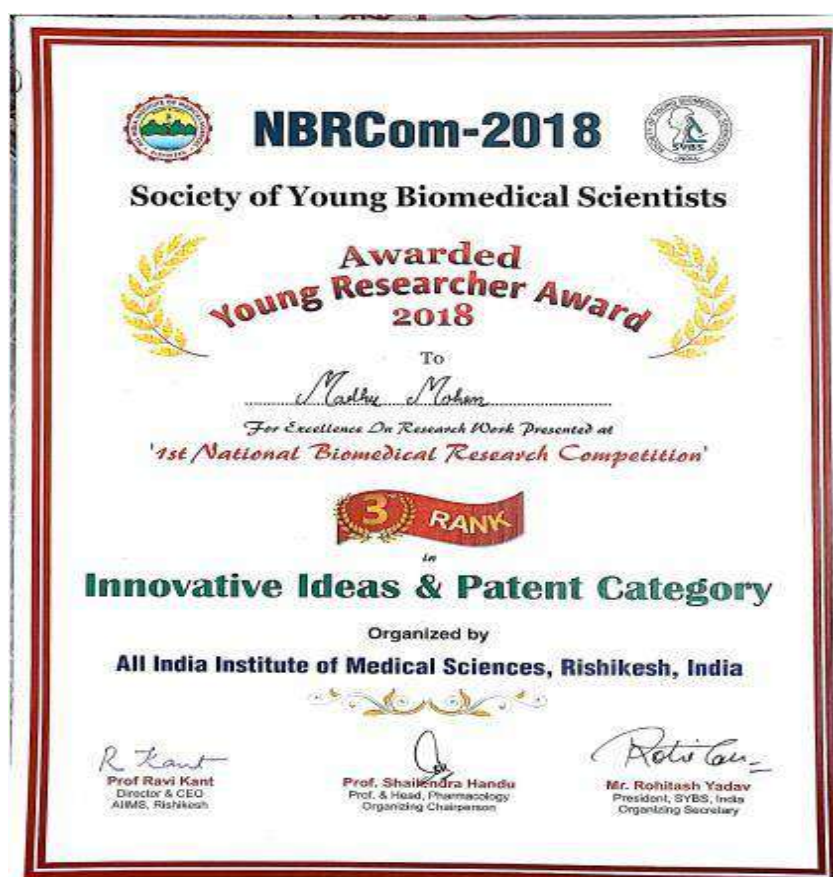 NBRCom-2018
Society of Young Biomedical Scientists
Awarded
Young Researcher Award
2018
To
Madhu Mohan
For Excellence In Research Work Presented at
'1st National Biomedical Research Competition'
3rd RANK
in
Innovative Ideas & Patent Category
Organized by
All India Institute of Medical Sciences, Rishikesh, India
R Kant
Prof Ravi Kant
Director & CEO
AIIMS, Rishikesh
Prof. Shailendra Handu
Prof. & Head, Pharmacology
Organizing Chairperson
Mr. Rohitash Yadav
President, SYBS, India
Organizing Secretary